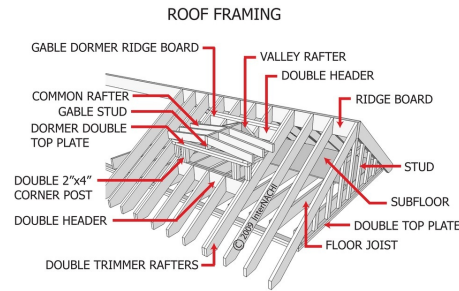 ROOF FRAMING
GABLE DORMER RIDGE BOARD
VALLEY RAFTER
DOUBLE HEADER
RIDGE BOARD
COMMON RAFTER
GABLE STUD
DORMER DOUBLE
TOP PLATE
STUD
DOUBLE 2"x4"
CORNER POST
SUBFLOOR
DOUBLE HEADER
DOUBLE TOP PLATE
FLOOR JOIST
DOUBLE TRIMMER RAFTERS
© 2009 InterNACHI